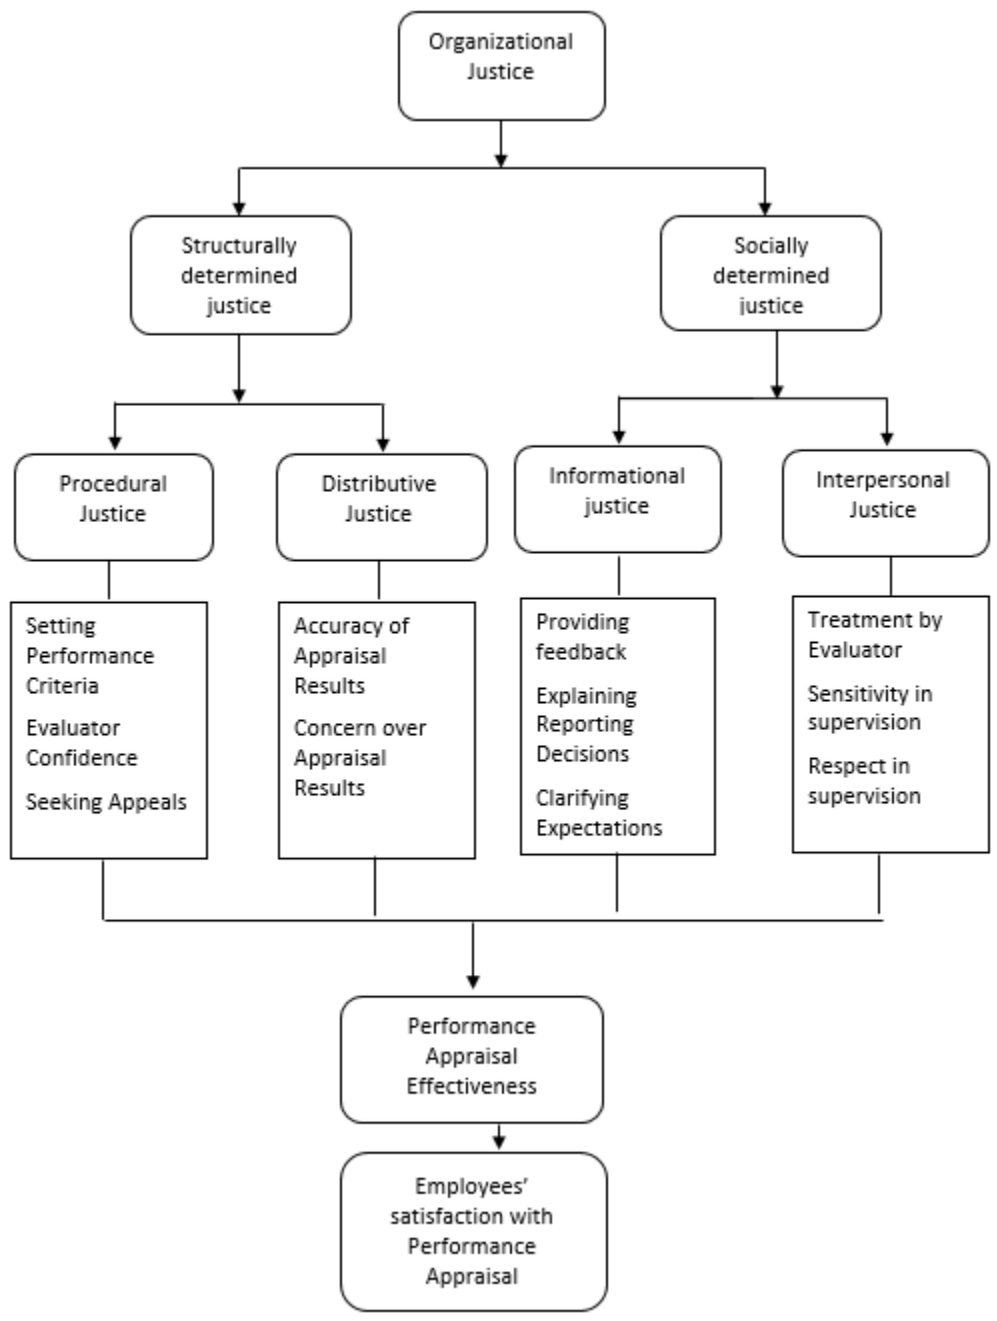 Organizational
Justice
Structurally
determined
justice
Socially
determined
justice
Procedural
Justice
Distributive
Justice
Informational
justice
Interpersonal
Justice
Setting
Performance
Criteria
Evaluator
Confidence
Seeking Appeals
Accuracy of
Appraisal
Results
Concern over
Appraisal
Results
Providing
feedback
Explaining
Reporting
Decisions
Clarifying
Expectations
Treatment by
Evaluator
Sensitivity in
supervision
Respect in
supervision
Performance
Appraisal
Effectiveness
Employees’
satisfaction with
Performance
Appraisal